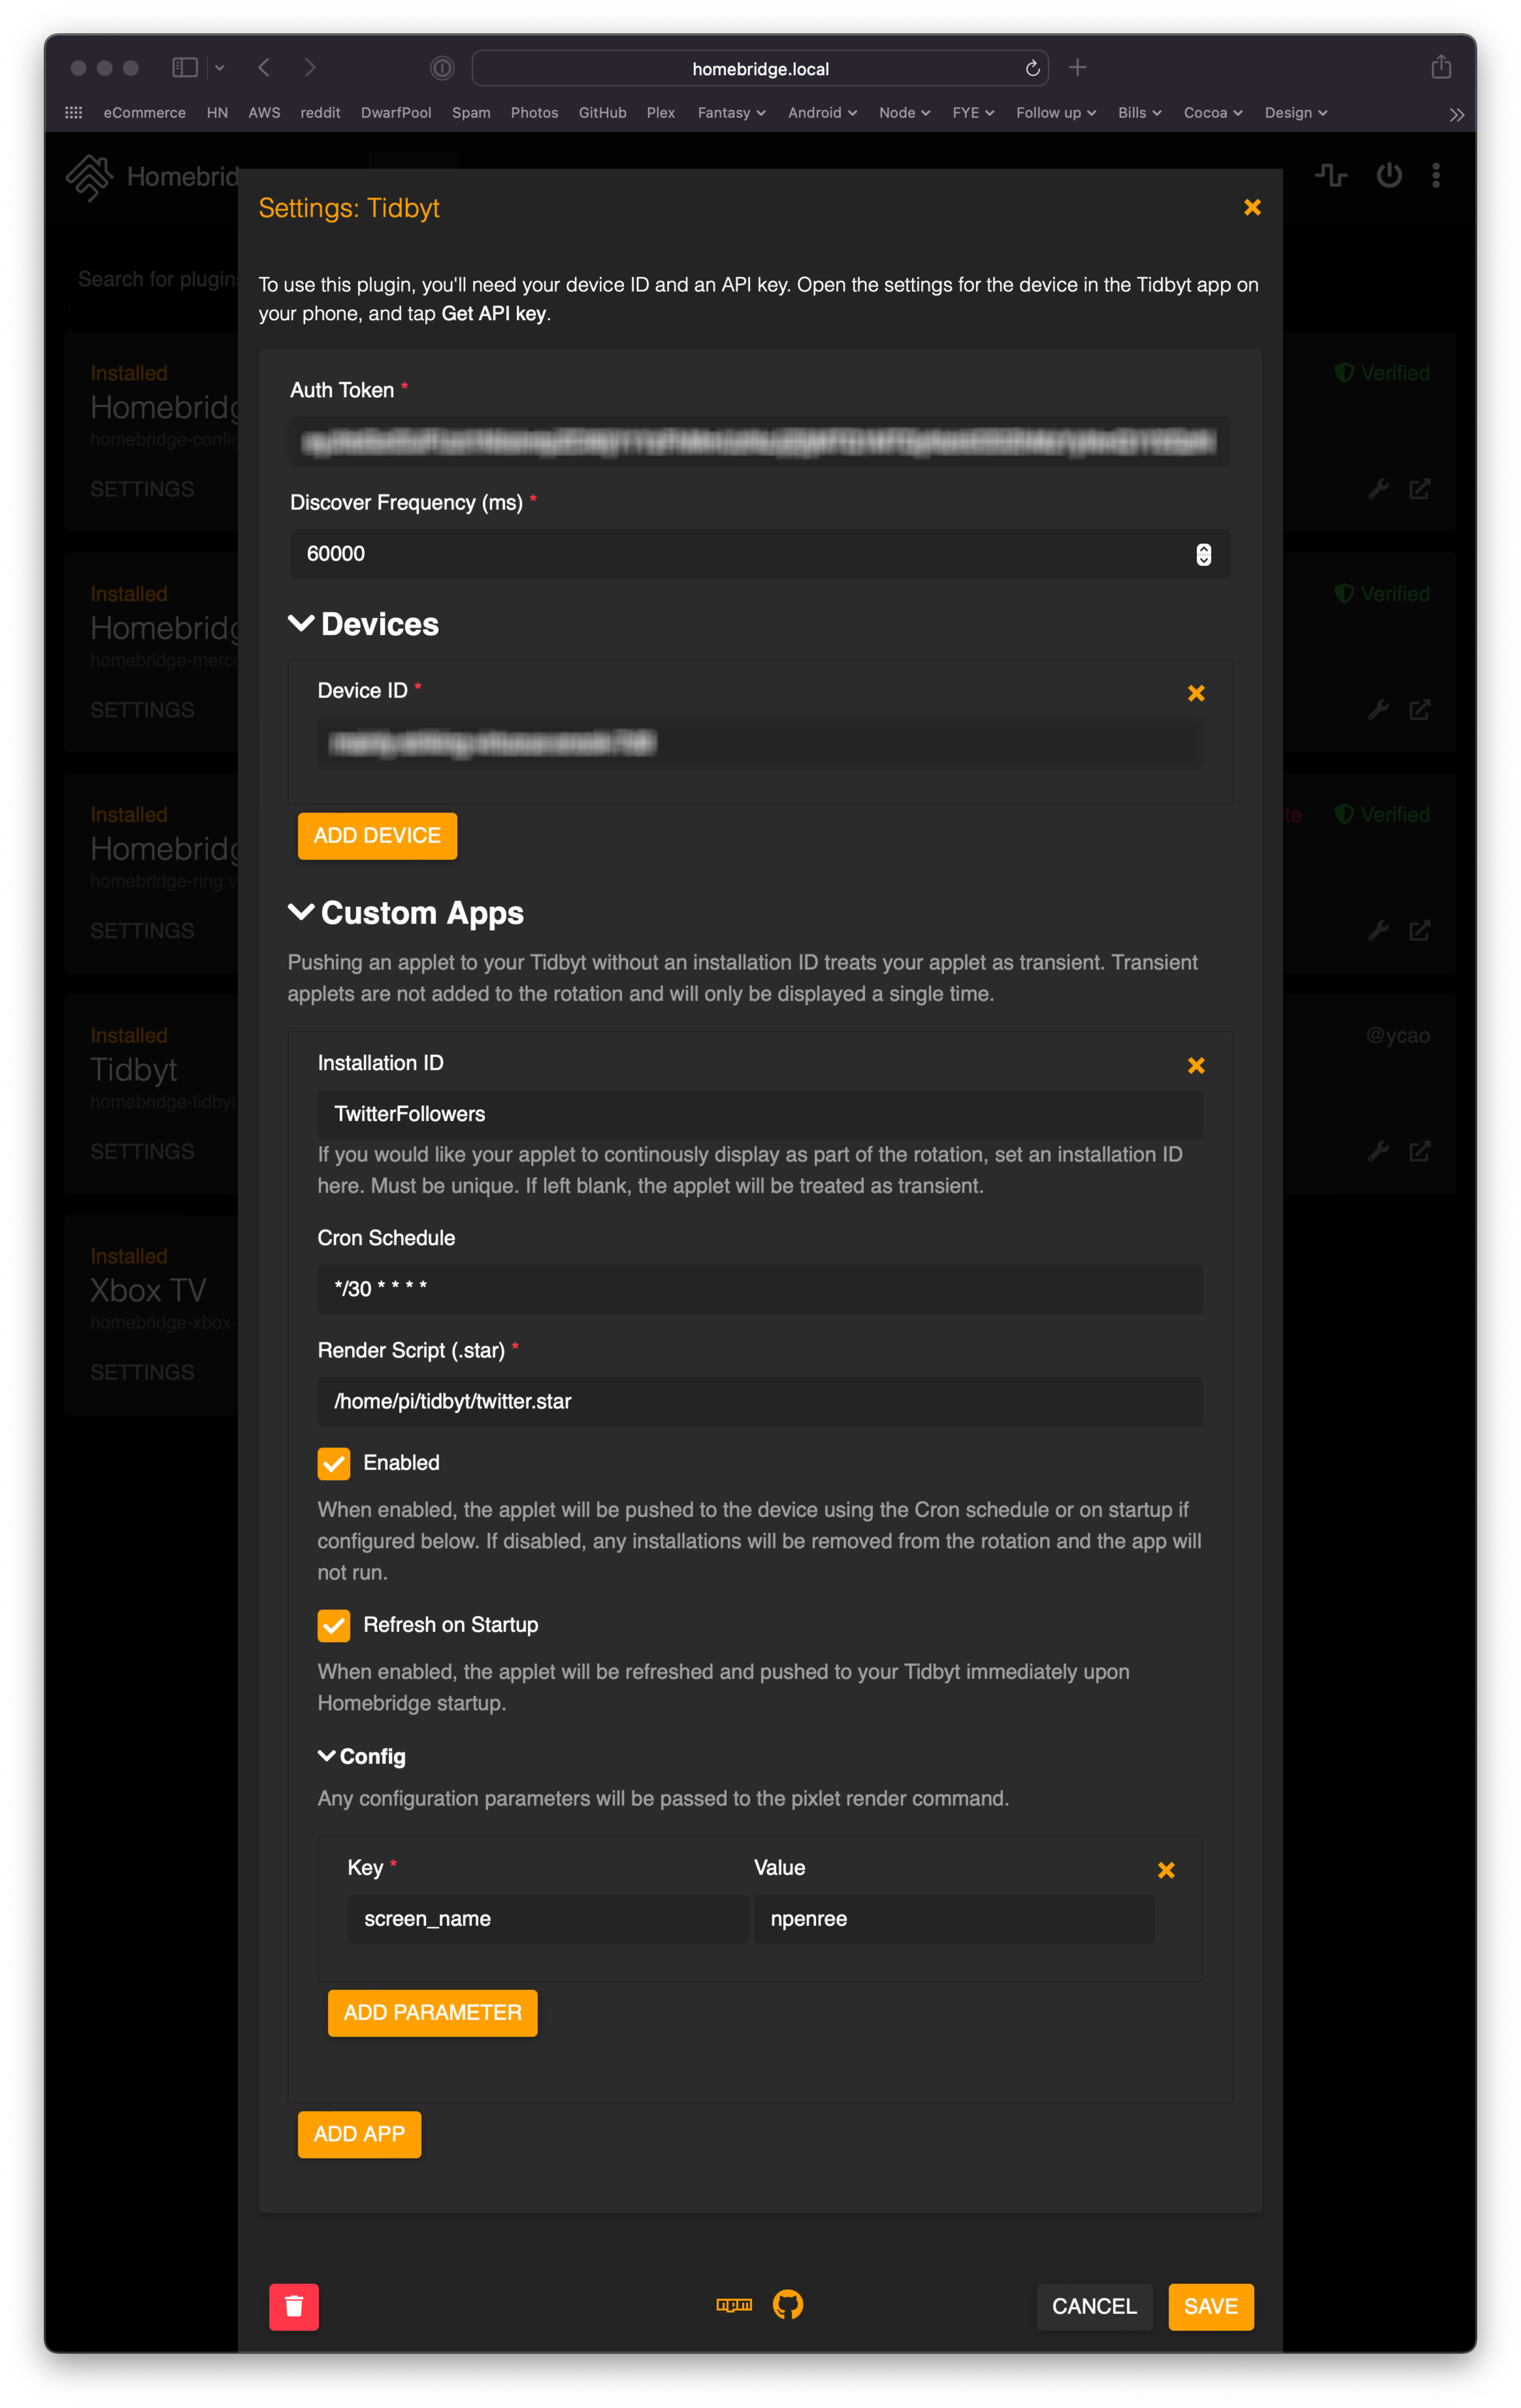 homebridge.local
eCommerce HN AWS reddit DwarfPool Spam Photos GitHub Plex Fantasy Android Node FYE Follow up Bills Cocoa Design
Settings: Tidbyt
Search for plugins
To use this plugin, you'll need your device ID and an API key. Open the settings for the device in the Tidbyt app on
your phone, and tap Get API key.
Installed
homebridge-config
SETTINGS
Verified
Auth Token *
Discover Frequency (ms) *
60000
Installed
SETTINGS
Verified
Devices
Device ID *
ADD DEVICE
Installed
homebridge-ring
SETTINGS
Verified
Custom Apps
Pushing an applet to your Tidbyt without an installation ID treats your applet as transient. Transient
applets are not added to the rotation and will only be displayed a single time.
Installed
Tidbyt
homebridge-tidbyt
SETTINGS
@ycao
Installation ID
TwitterFollowers
If you would like your applet to continously display as part of the rotation, set an installation ID
here. Must be unique. If left blank, the applet will be treated as transient.
Installed
Xbox TV
homebridge-xbox-
SETTINGS
Cron Schedule
*/30 * * * *
Render Script (.star) *
/home/pi/tidbyt/twitter.star
Enabled
When enabled, the applet will be pushed to the device using the Cron schedule or on startup if
configured below. If disabled, any installations will be removed from the rotation and the app will
not run.
Refresh on Startup
When enabled, the applet will be refreshed and pushed to your Tidbyt immediately upon
Homebridge startup.
Config
Any configuration parameters will be passed to the pixlet render command.
Key * Value
screen_name npenree
ADD PARAMETER
ADD APP
npm
CANCEL SAVE